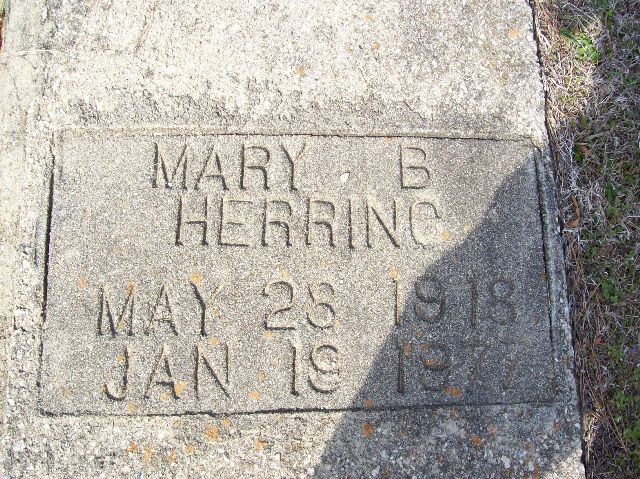 MARY B
HERRING
MAY 28 1918
JAN 19 1977